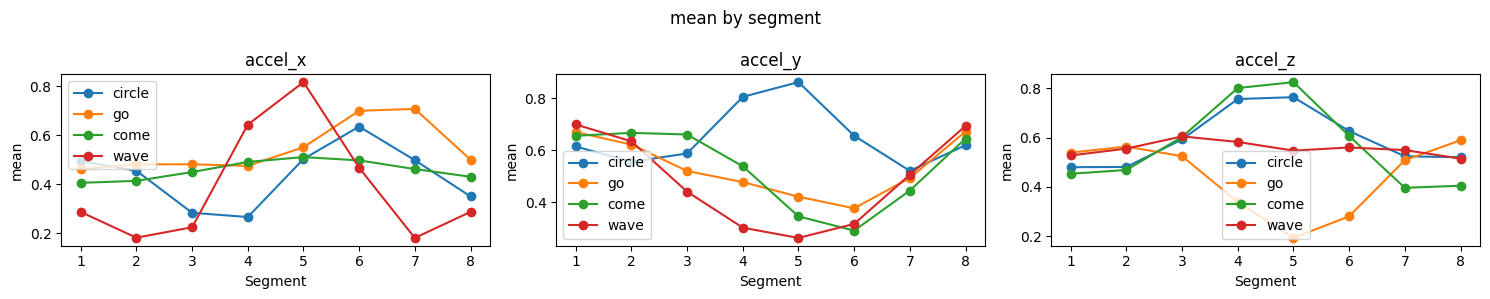 mean by segment
accel_x
mean
0.8
0.6
0.4
0.2
circle
go
come
wave
1 2 3 4 5 6 7 8
Segment
accel_y
mean
0.8
0.6
0.4
circle
go
come
wave
1 2 3 4 5 6 7 8
Segment
accel_z
mean
0.8
0.6
0.4
0.2
circle
go
come
wave
1 2 3 4 5 6 7 8
Segment